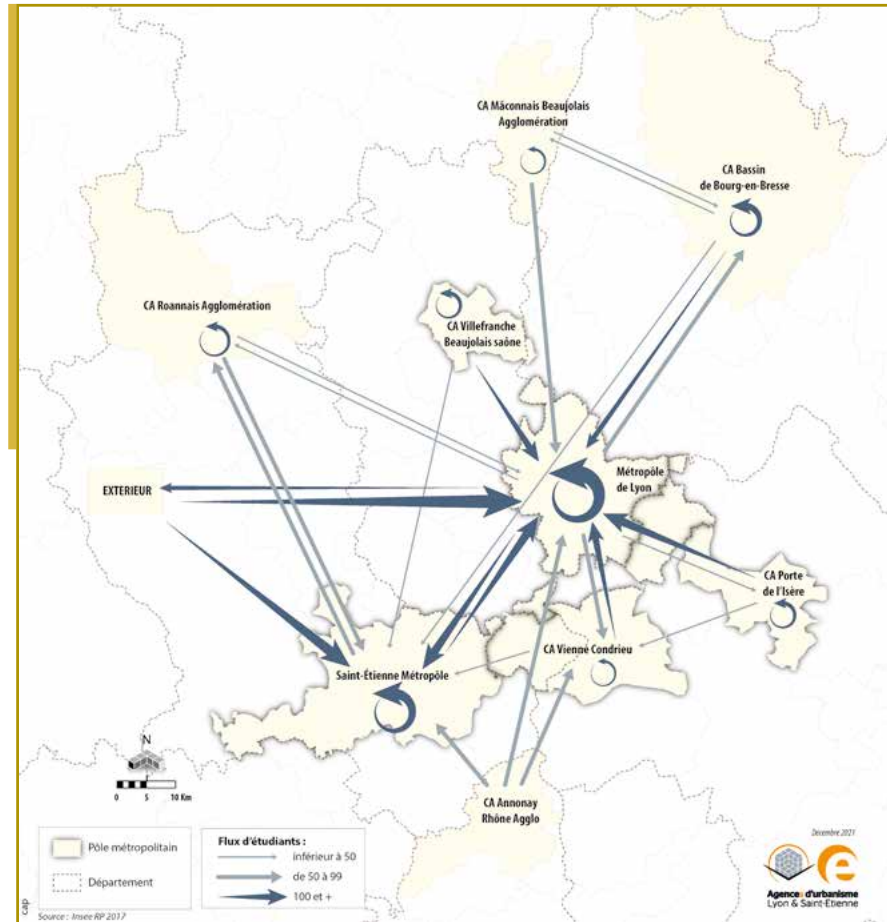 CA Mâconnais Beaujolais
Agglomération
CA Bassin
de Bourg-en-Bresse
CA Roannais Agglomération
CA Villefranche
Beaujolais saône
Métropole
de Lyon
EXTERIEUR
CA Porte
de l'Isère
CA Vienne Condrieu
Saint-Étienne Métropole
CA Annonay
Rhône Agglo
N
0 5 10 Km
Pôle métropolitain
Département
Flux d'étudiants :
inférieur à 50
de 50 à 99
100 et +
Décembre 2021
Agences d'urbanisme
Lyon & Saint-Étienne
cap
Source : Insee RP 2017